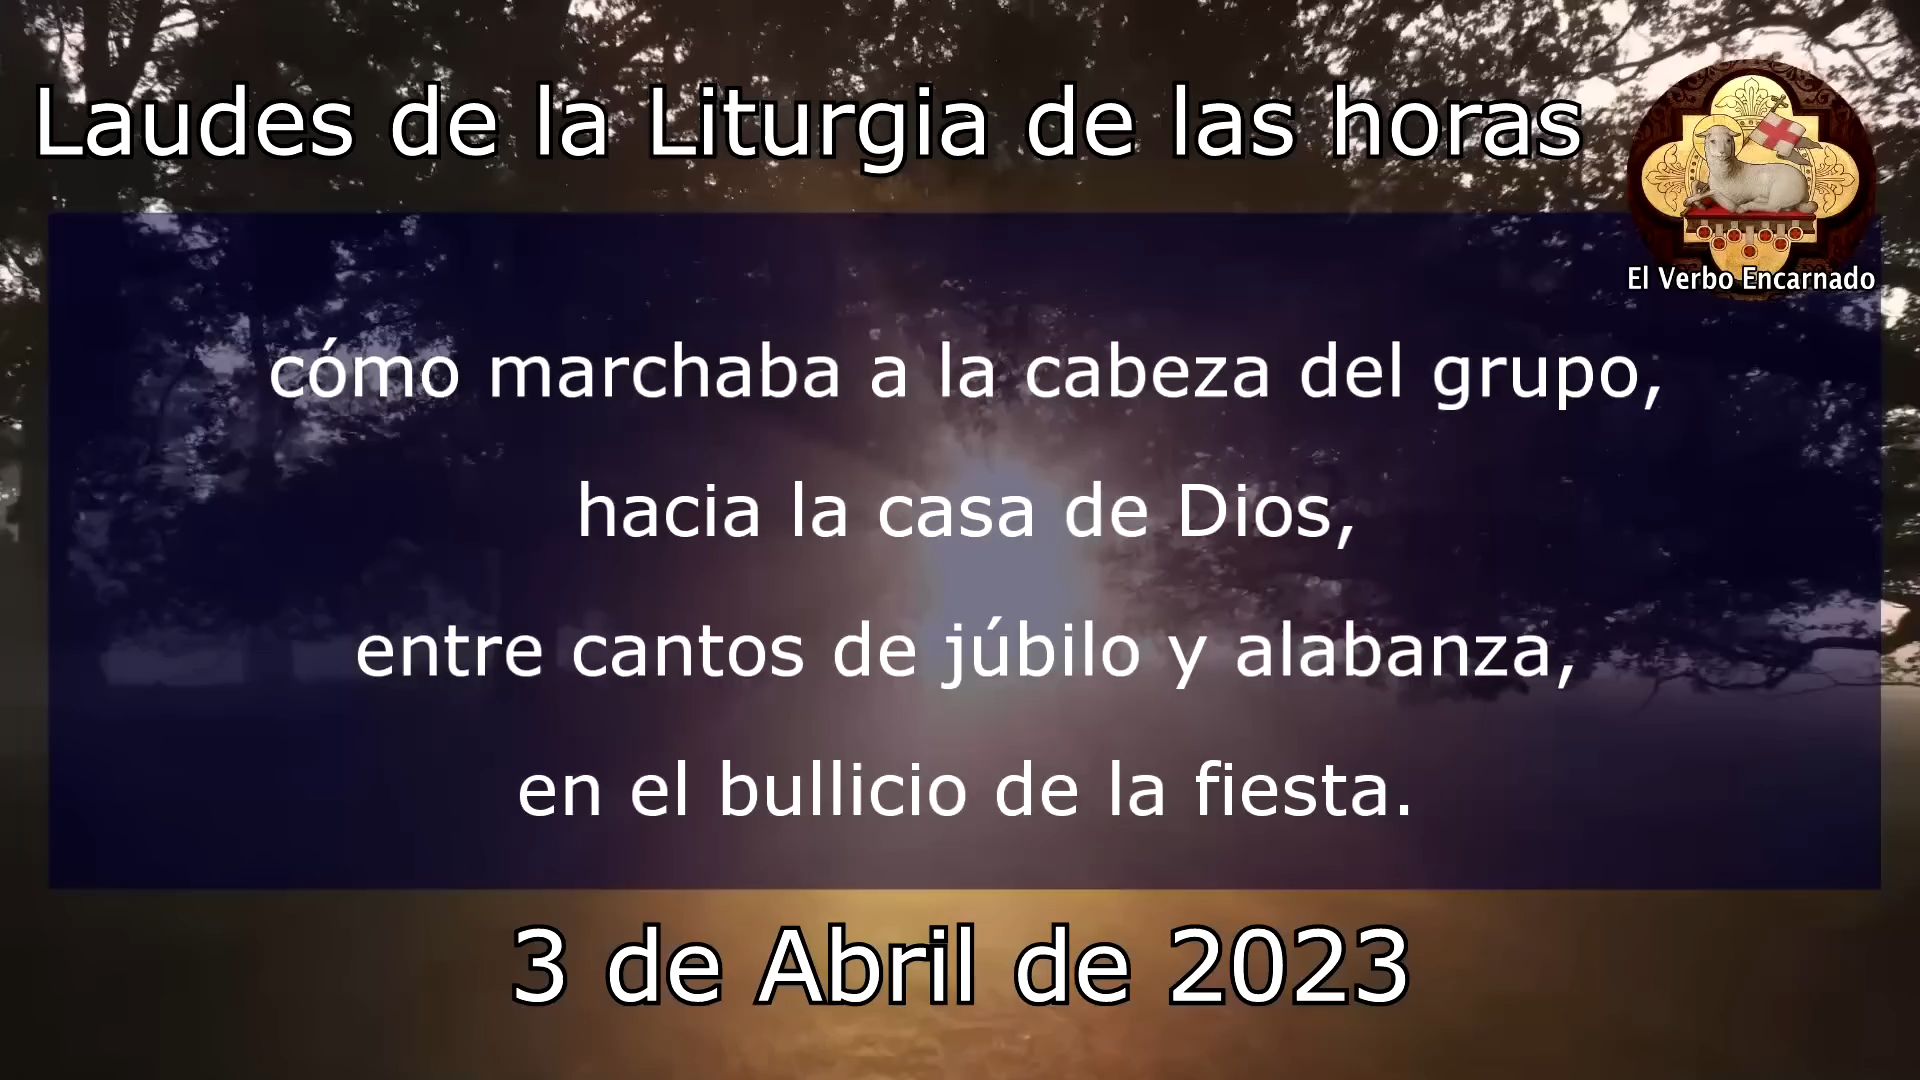 Laudes de la Liturgia de las horas
El Verbo Encarnado
cómo marchaba a la cabeza del grupo,
hacia la casa de Dios,
entre cantos de júbilo y alabanza,
en el bullicio de la fiesta.
3 de Abril de 2023